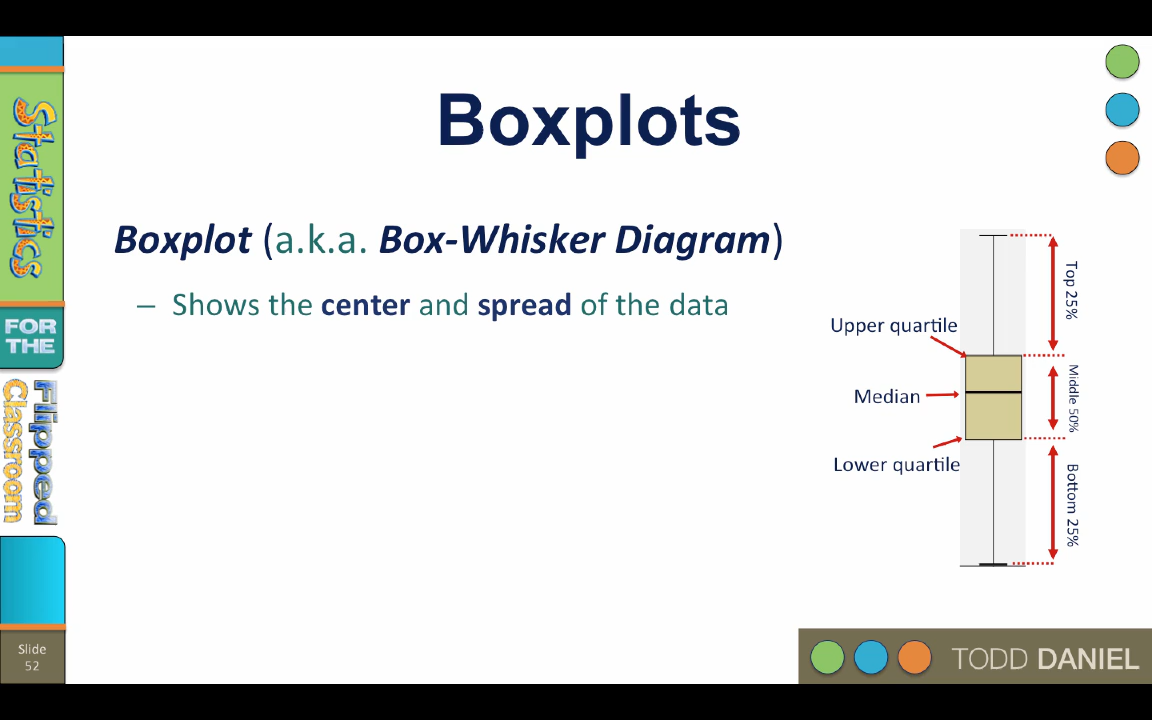 Boxplots
Boxplot (a.k.a. Box-Whisker Diagram)
– Shows the center and spread of the data
Upper quartile
Median
Lower quartile
Top 25%
Middle 50%
Bottom 25%
Statistics
FOR
THE
Flipped
Classroom
Slide
52
TODD DANIEL